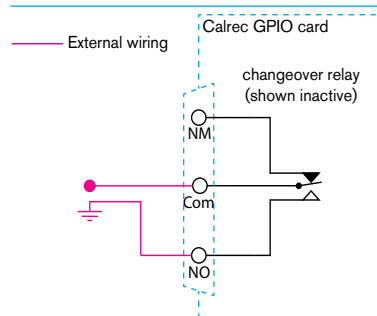 Calrec GPIO card
External wiring
changeover relay
(shown inactive)
NM
Com
NO